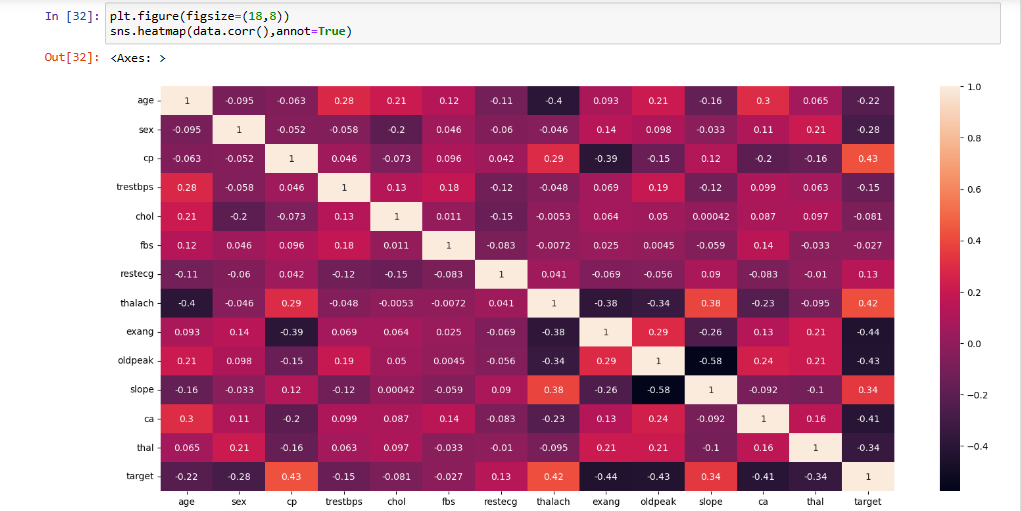 In [32]: plt.figure(figsize=(18,8))
sns.heatmap(data.corr(),annot=True)
Out[32]: <Axes: >
age 1 -0.095 -0.063 0.28 0.21 0.12 -0.11 -0.4 0.093 0.21 -0.16 0.3 0.065 -0.22
sex -0.095 1 -0.052 -0.058 -0.2 0.046 -0.06 -0.046 0.14 0.098 -0.033 0.11 0.21 -0.28
cp -0.063 -0.052 1 0.046 -0.073 0.096 0.042 0.29 -0.39 -0.15 0.12 -0.2 -0.16 0.43
trestbps 0.28 -0.058 0.046 1 0.13 0.18 -0.12 -0.048 0.069 0.19 -0.12 0.099 0.063 -0.15
chol 0.21 -0.2 -0.073 0.13 1 0.011 -0.15 -0.0053 0.064 0.05 0.00042 0.087 0.097 -0.081
fbs 0.12 0.046 0.096 0.18 0.011 1 -0.083 -0.0072 0.025 0.0045 -0.059 0.14 -0.033 -0.027
restecg -0.11 -0.06 0.042 -0.12 -0.15 -0.083 1 0.041 -0.069 -0.056 0.09 -0.083 -0.01 0.13
thalach -0.4 -0.046 0.29 -0.048 -0.0053 -0.0072 0.041 1 -0.38 -0.34 0.38 -0.23 -0.095 0.42
exang 0.093 0.14 -0.39 0.069 0.064 0.025 -0.069 -0.38 1 0.29 -0.26 0.13 0.21 -0.44
oldpeak 0.21 0.098 -0.15 0.19 0.05 0.0045 -0.056 -0.34 0.29 1 -0.58 0.24 0.21 -0.43
slope -0.16 -0.033 0.12 -0.12 0.00042 -0.059 0.09 0.38 -0.26 -0.58 1 -0.092 -0.1 0.34
ca 0.3 0.11 -0.2 0.099 0.087 0.14 -0.083 -0.23 0.13 0.24 -0.092 1 0.16 -0.41
thal 0.065 0.21 -0.16 0.063 0.097 -0.033 -0.01 -0.095 0.21 0.21 -0.1 0.16 1 -0.34
target -0.22 -0.28 0.43 -0.15 -0.081 -0.027 0.13 0.42 -0.44 -0.43 0.34 -0.41 -0.34 1
age sex cp trestbps chol fbs restecg thalach exang oldpeak slope ca thal target
1.0
0.8
0.6
0.4
0.2
0.0
-0.2
-0.4